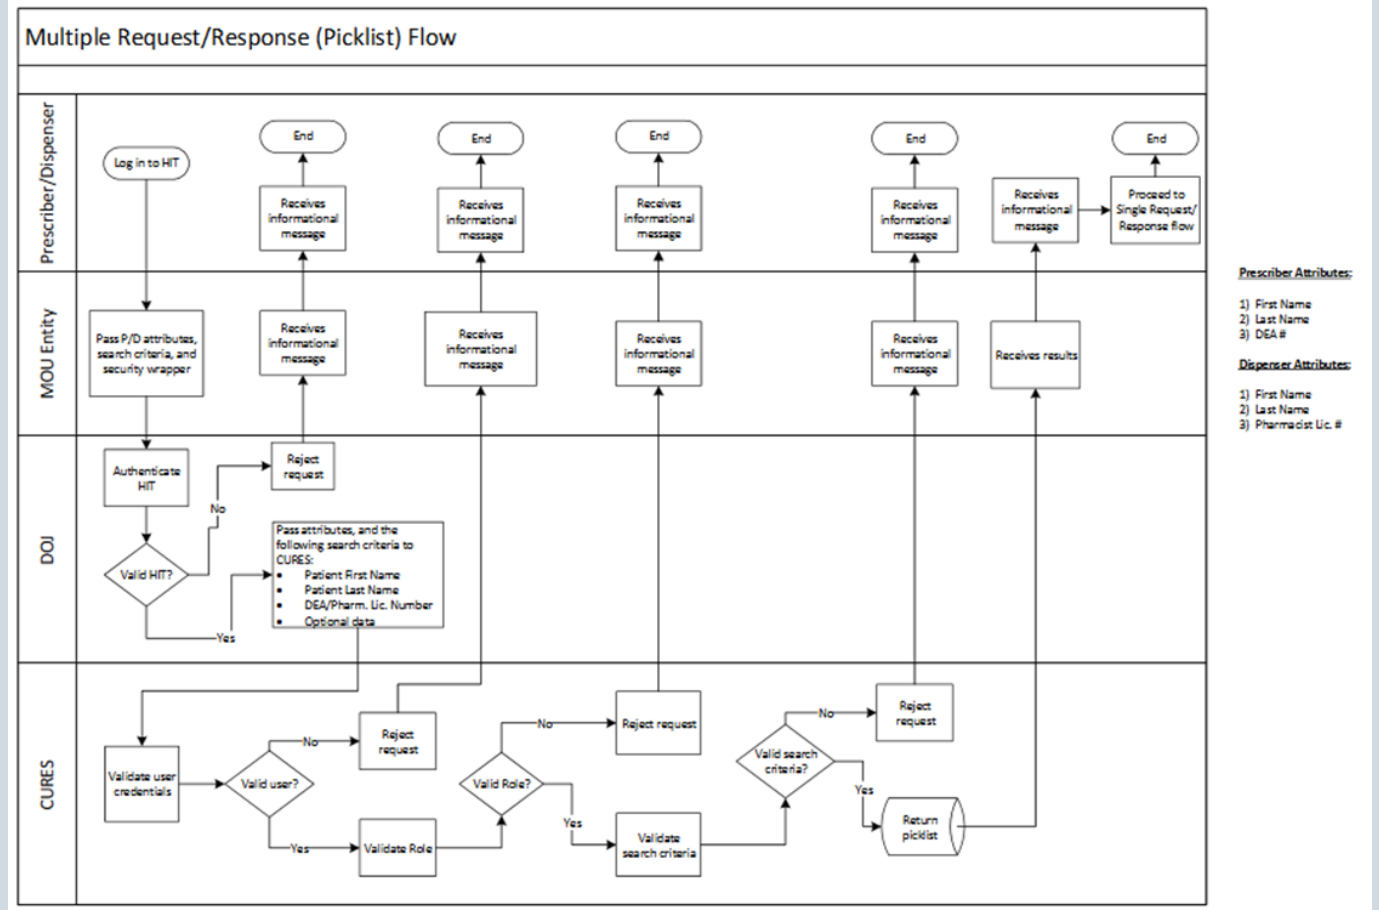 Multiple Request/Response (Picklist) Flow
Prescriber/Dispenser
Log in to HIT
End
Receives
informational
message
End
Receives
informational
message
End
Receives
informational
message
End
Receives
informational
message
Receives
informational
message
End
Proceed to
Single Request/
Response flow
MOU Entity
Pass P/D attributes,
search criteria, and
security wrapper
Receives
informational
message
Receives
informational
message
Receives
informational
message
Receives
informational
message
Receives results
DOJ
Authenticate
HIT
Valid HIT?
No
Yes
Reject
request
Pass attributes, and the
following search criteria to
CURES:
• Patient First Name
• Patient Last Name
• DEA/Pharm. Lic. Number
• Optional data
CURES
Validate user
credentials
Valid user?
No
Reject
request
Yes
Validate Role
Valid Role?
No
Reject request
Yes
Validate
search criteria
Valid search
criteria?
No
Reject
request
Yes
Return
picklist
Prescriber Attributes:
1) First Name
2) Last Name
3) DEA #
Dispenser Attributes:
1) First Name
2) Last Name
3) Pharmacist Lic. #